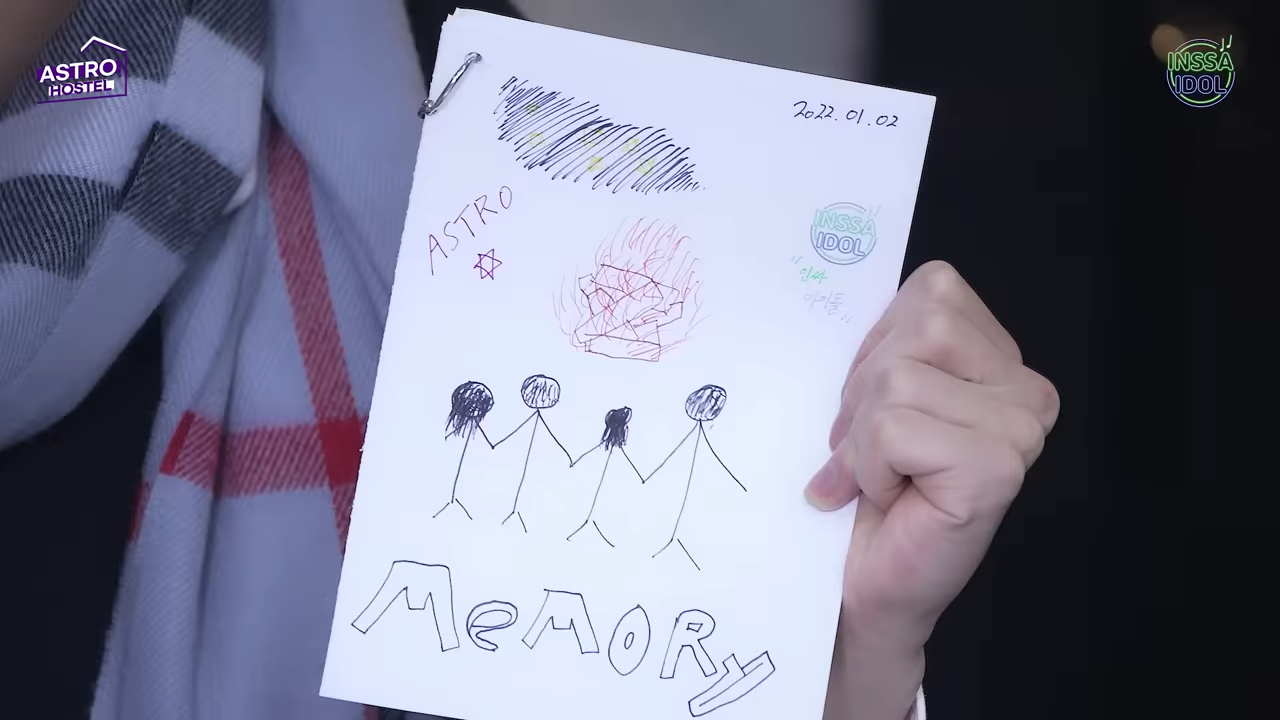 ASTRO
HOSTEL
INSSA
IDOL
2022.01.02
ASTRO
INSSA
IDOL
"인싸
아이돌"
MeMORY